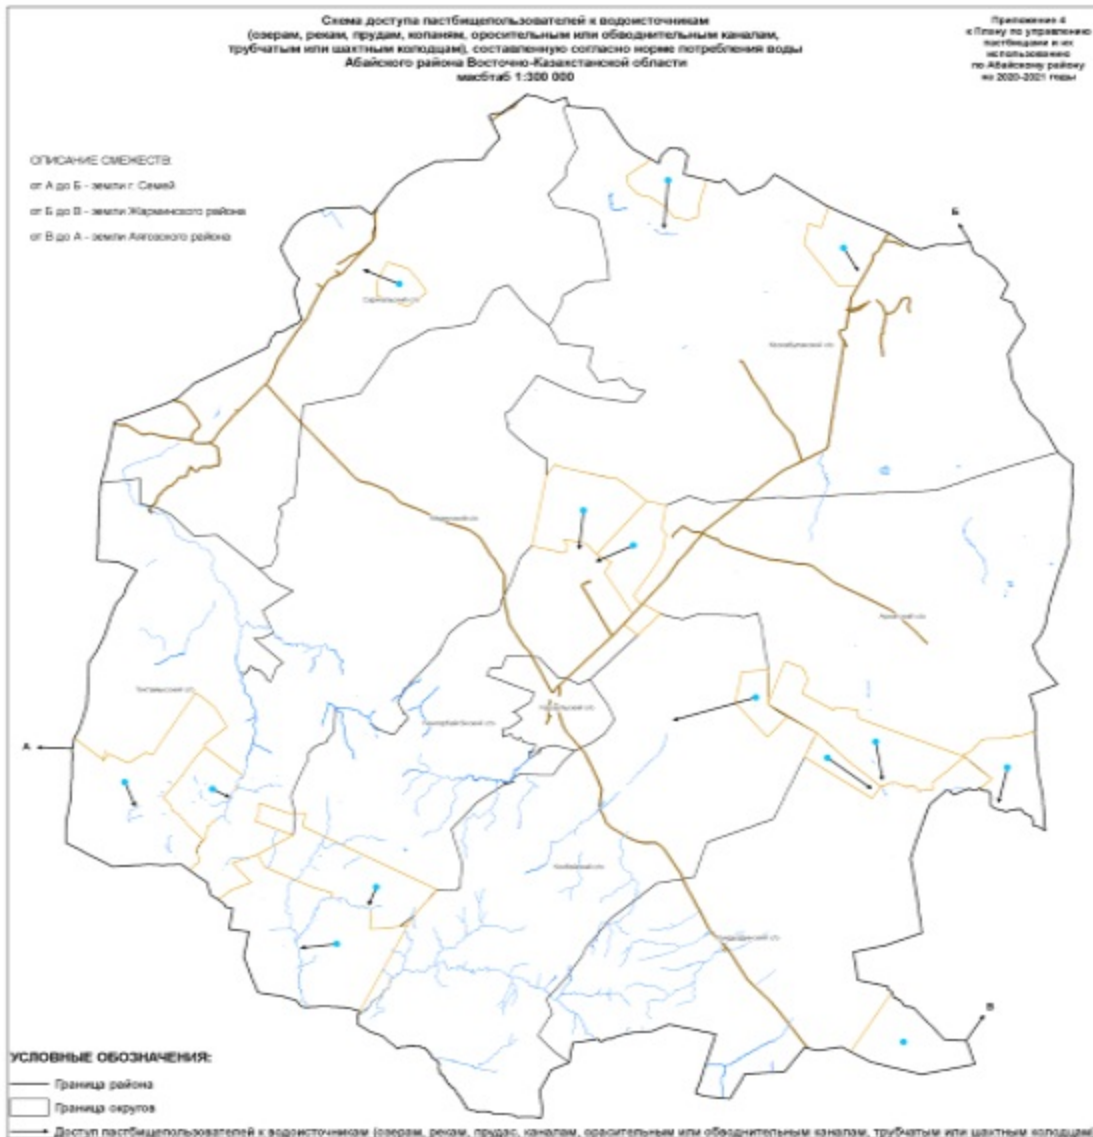 Схема доступа пастбищепользователей к водоисточникам
(озерам, рекам, прудам, копаням, оросительным или обводнительным каналам,
трубчатым или шахтным колодцам), составленную согласно норме потребления воды
Абайского района Восточно-Казахстанской области
масбтаб 1:300 000
Приложение 4
к Плану по управлению
пастбищами и их
использованию
по Абайскому району
на 2020-2021 годы
ОПИСАНИЕ СМЕЖЕСТВ:
от А до Б - земли г. Семей
от Б до В - земли Жарминского района
от В до А - земли Аягозского района
Б
А
В
УСЛОВНЫЕ ОБОЗНАЧЕНИЯ:
Граница района
Граница округов
Доступ пастбищепользователей к водоисточникам (озерам, рекам, прудас, каналам, орасительным или обводнительным каналам, трубчатым или шахтным колодцам)